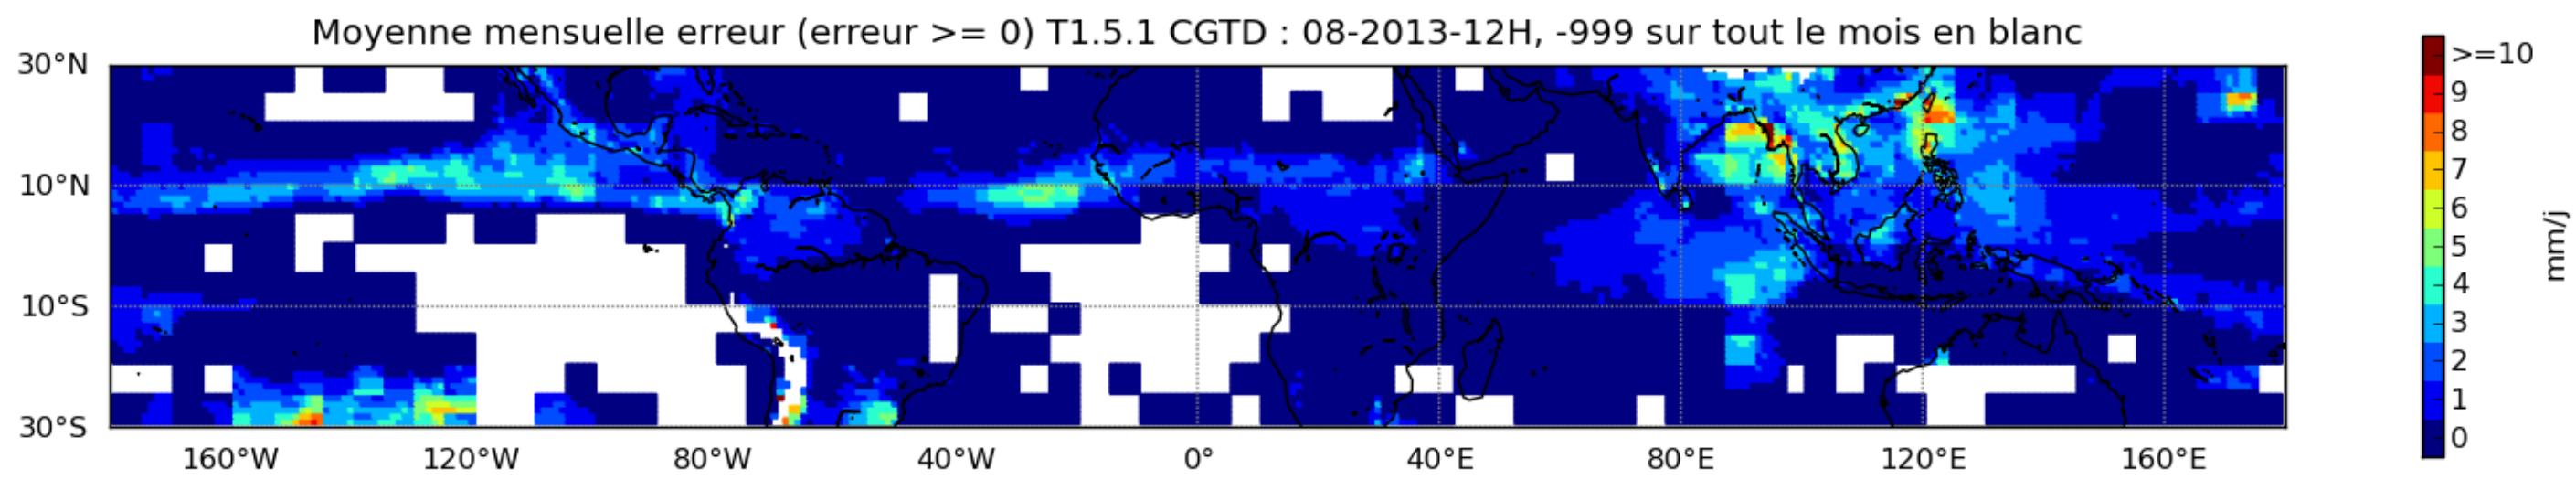 Moyenne mensuelle erreur (erreur >= 0) T1.5.1 CGTD : 08-2013-12H, -999 sur tout le mois en blanc
30°N
10°N
10°S
30°S
160°W 120°W 80°W 40°W 0° 40°E 80°E 120°E 160°E
>=10
9
8
7
6
5
4
3
2
1
0
mm/j